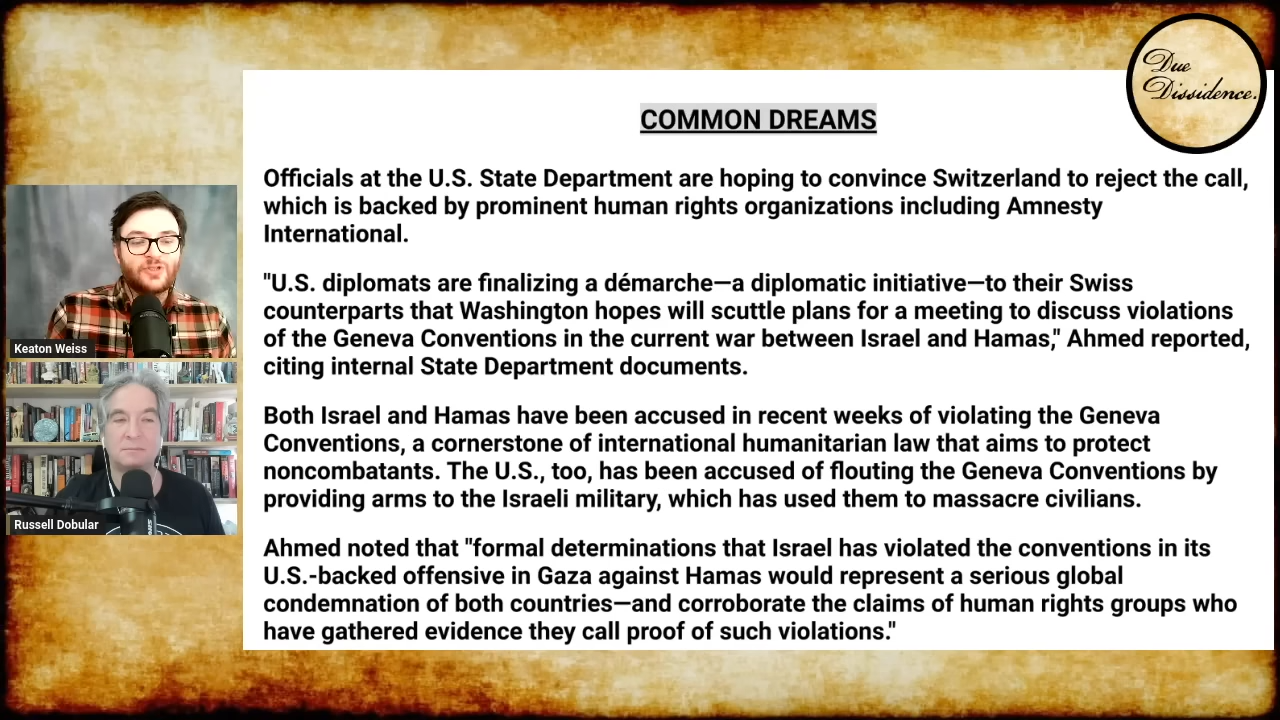 Due
Dissidence.
COMMON DREAMS
Officials at the U.S. State Department are hoping to convince Switzerland to reject the call,
which is backed by prominent human rights organizations including Amnesty
International.
"U.S. diplomats are finalizing a démarche—a diplomatic initiative—to their Swiss
counterparts that Washington hopes will scuttle plans for a meeting to discuss violations
of the Geneva Conventions in the current war between Israel and Hamas," Ahmed reported,
citing internal State Department documents.
Both Israel and Hamas have been accused in recent weeks of violating the Geneva
Conventions, a cornerstone of international humanitarian law that aims to protect
noncombatants. The U.S., too, has been accused of flouting the Geneva Conventions by
providing arms to the Israeli military, which has used them to massacre civilians.
Ahmed noted that "formal determinations that Israel has violated the conventions in its
U.S.-backed offensive in Gaza against Hamas would represent a serious global
condemnation of both countries—and corroborate the claims of human rights groups who
have gathered evidence they call proof of such violations."
Keaton Weiss
Russell Dobular